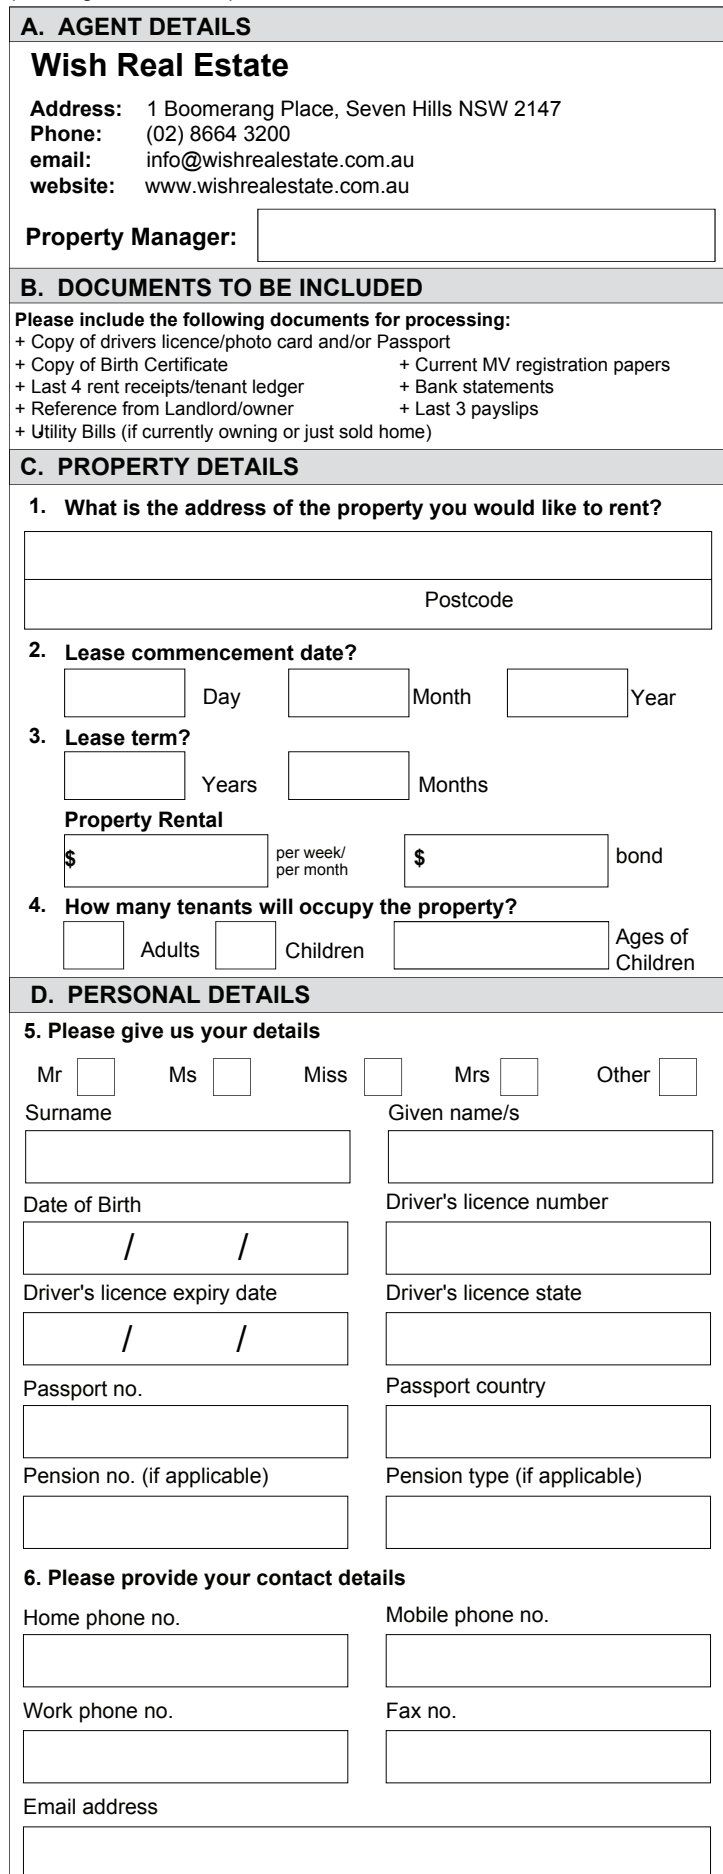 A. AGENT DETAILS
Wish Real Estate
Address: 1 Boomerang Place, Seven Hills NSW 2147
Phone: (02) 8664 3200
email: info@wishrealestate.com.au
website: www.wishrealestate.com.au
Property Manager:
B. DOCUMENTS TO BE INCLUDED
Please include the following documents for processing:
+ Copy of drivers licence/photo card and/or Passport
+ Copy of Birth Certificate + Current MV registration papers
+ Last 4 rent receipts/tenant ledger + Bank statements
+ Reference from Landlord/owner + Last 3 payslips
+ Utility Bills (if currently owning or just sold home)
C. PROPERTY DETAILS
1. What is the address of the property you would like to rent?
Postcode
2. Lease commencement date?
Day Month Year
3. Lease term?
Years Months
Property Rental
$ per week/ per month $ bond
4. How many tenants will occupy the property?
Adults Children Ages of Children
D. PERSONAL DETAILS
5. Please give us your details
Mr Ms Miss Mrs Other
Surname Given name/s
Date of Birth Driver's licence number
/ /
Driver's licence expiry date Driver's licence state
/ /
Passport no. Passport country
Pension no. (if applicable) Pension type (if applicable)
6. Please provide your contact details
Home phone no. Mobile phone no.
Work phone no. Fax no.
Email address